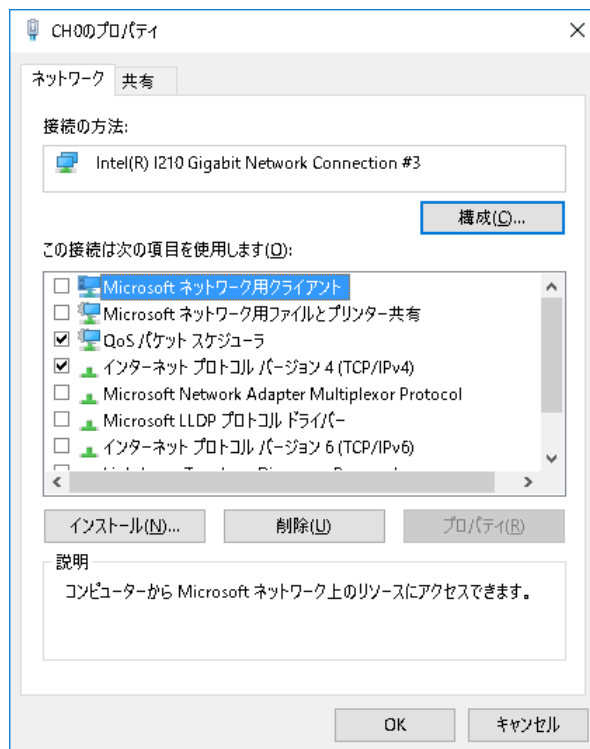 CH0のプロパティ
ネットワーク 共有
接続の方法:
Intel(R) I210 Gigabit Network Connection #3
構成(C)...
この接続は次の項目を使用します(O):
Microsoft ネットワーク用クライアント
Microsoft ネットワーク用ファイルとプリンター共有
QoS パケット スケジューラ
インターネット プロトコル バージョン 4 (TCP/IPv4)
Microsoft Network Adapter Multiplexor Protocol
Microsoft LLDP プロトコル ドライバー
インターネット プロトコル バージョン 6 (TCP/IPv6)
インストール(N)... 削除(U) プロパティ(R)
説明
コンピューターから Microsoft ネットワーク上のリソースにアクセスできます。
OK キャンセル